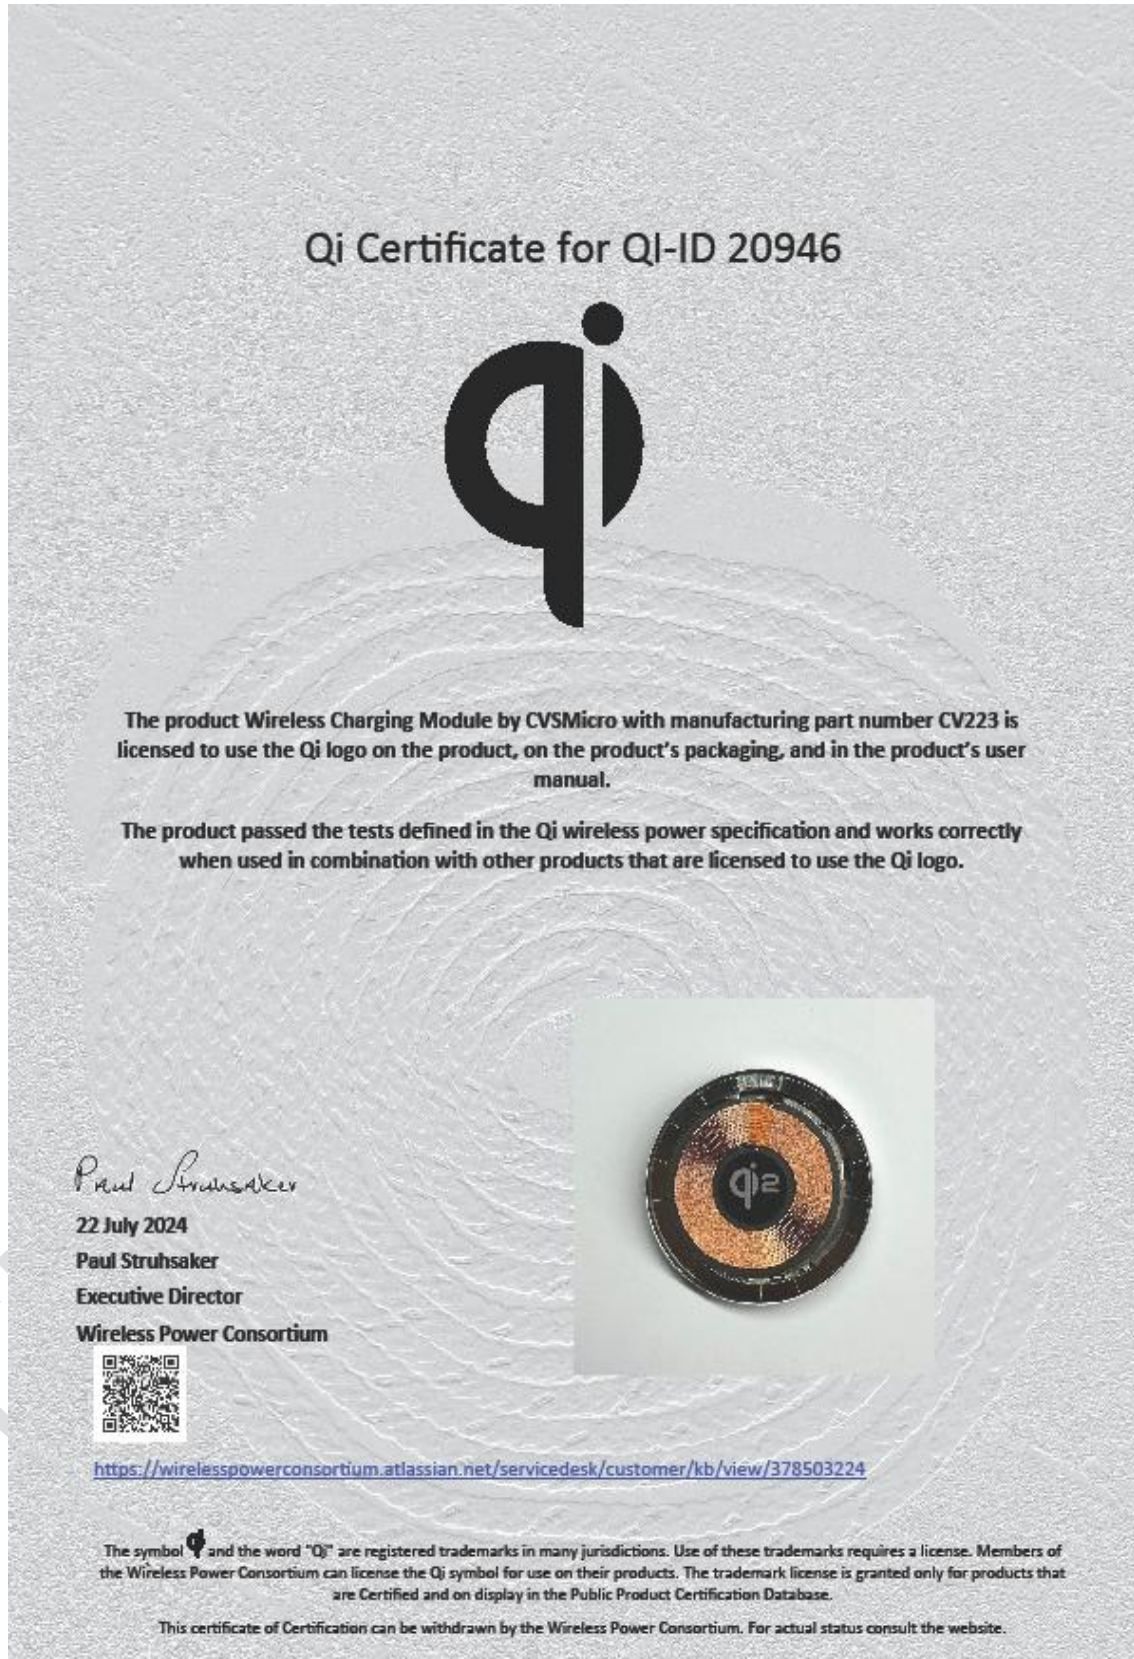 Qi Certificate for QI-ID 20946
qi
The product Wireless Charging Module by CVSMicro with manufacturing part number CV223 is
licensed to use the Qi logo on the product, on the product's packaging, and in the product's user
manual.
The product passed the tests defined in the Qi wireless power specification and works correctly
when used in combination with other products that are licensed to use the Qi logo.
qi2
Paul Struhsaker
22 July 2024
Paul Struhsaker
Executive Director
Wireless Power Consortium
https://wirelesspowerconsortium.atlassian.net/servicedesk/customer/kb/view/378503224
The symbol qi and the word "Qi" are registered trademarks in many jurisdictions. Use of these trademarks requires a license. Members of
the Wireless Power Consortium can license the Qi symbol for use on their products. The trademark license is granted only for products that
are Certified and on display in the Public Product Certification Database.
This certificate of Certification can be withdrawn by the Wireless Power Consortium. For actual status consult the website.